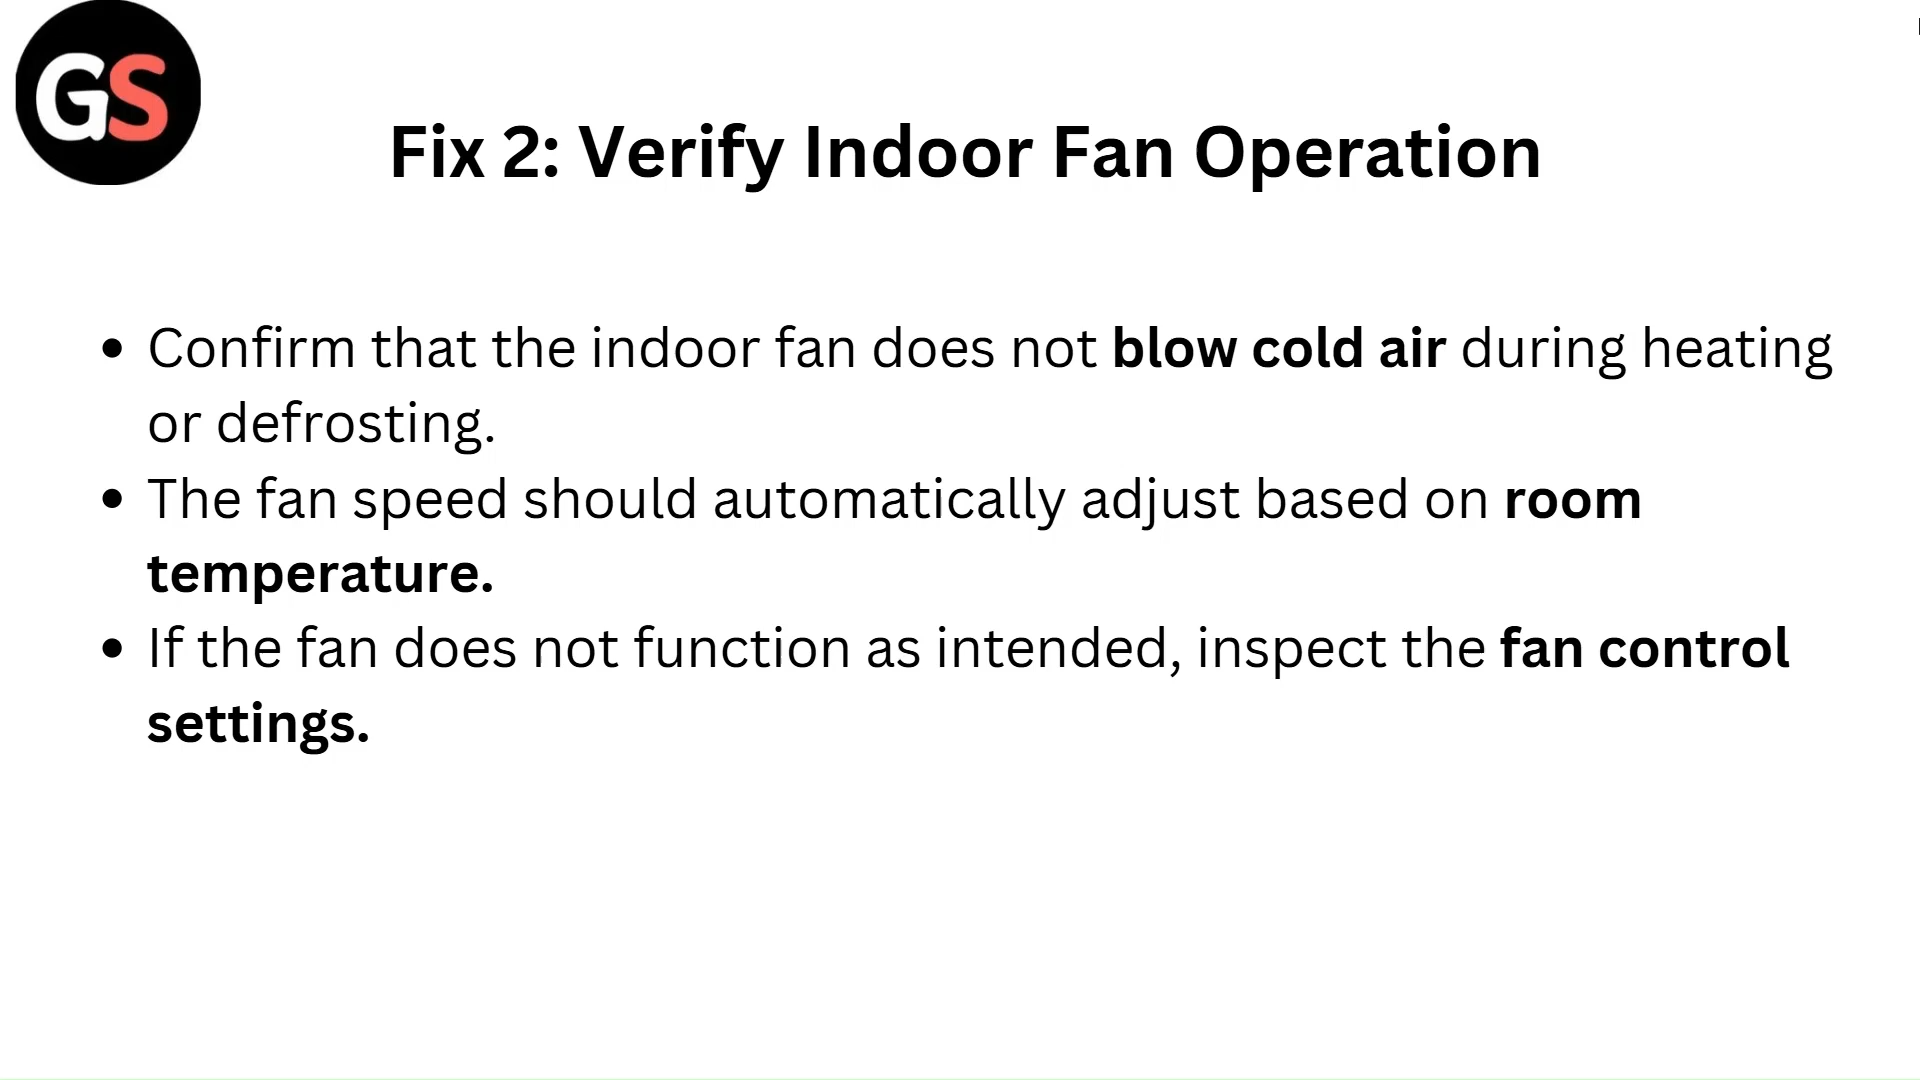 GS
Fix 2: Verify Indoor Fan Operation
• Confirm that the indoor fan does not blow cold air during heating
or defrosting.
• The fan speed should automatically adjust based on room
temperature.
• If the fan does not function as intended, inspect the fan control
settings.